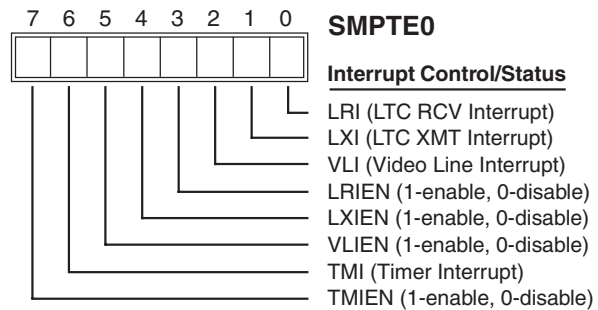 7 6 5 4 3 2 1 0
SMPTE0
Interrupt Control/Status
LRI (LTC RCV Interrupt)
LXI (LTC XMT Interrupt)
VLI (Video Line Interrupt)
LRIEN (1-enable, 0-disable)
LXIEN (1-enable, 0-disable)
VLIEN (1-enable, 0-disable)
TMI (Timer Interrupt)
TMIEN (1-enable, 0-disable)